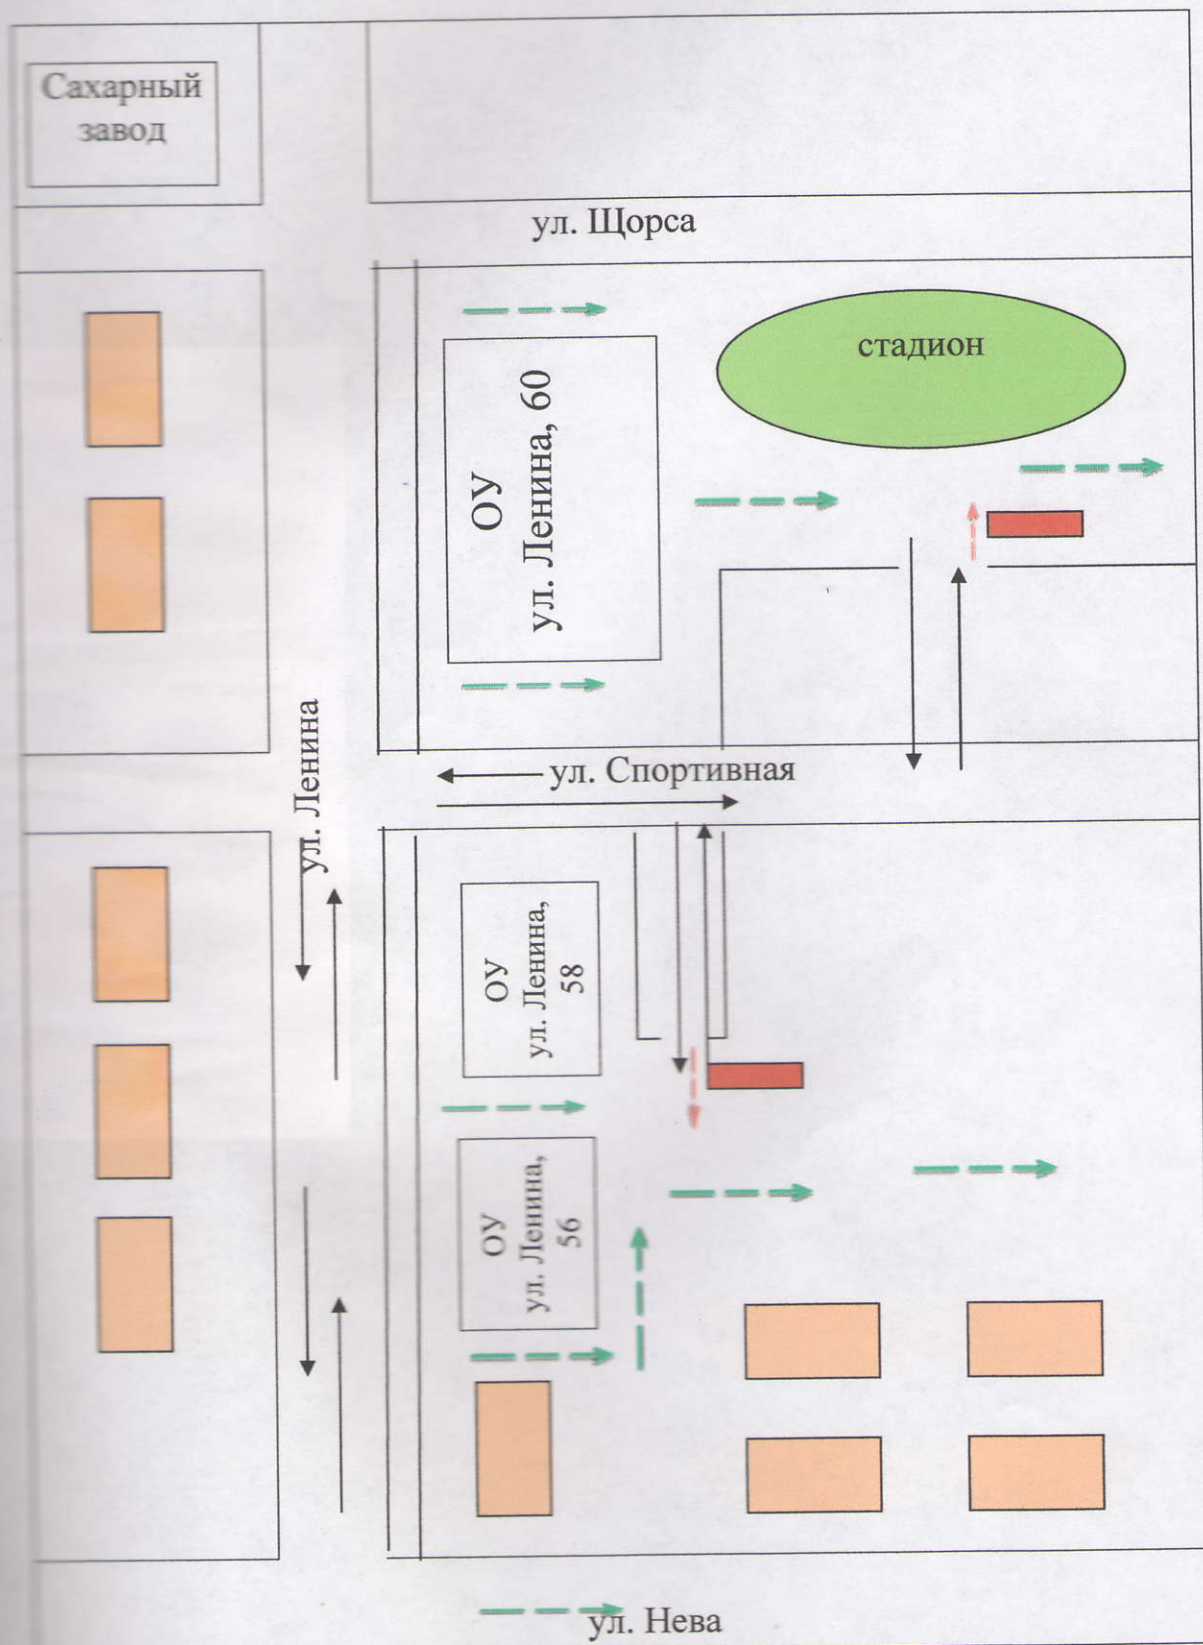 Сахарный
завод
ул. Щорса
стадион
ОУ
ул. Ленина, 60
ул. Ленина
ул. Спортивная
ОУ
ул. Ленина,
58
ОУ
ул. Ленина,
56
ул. Нева